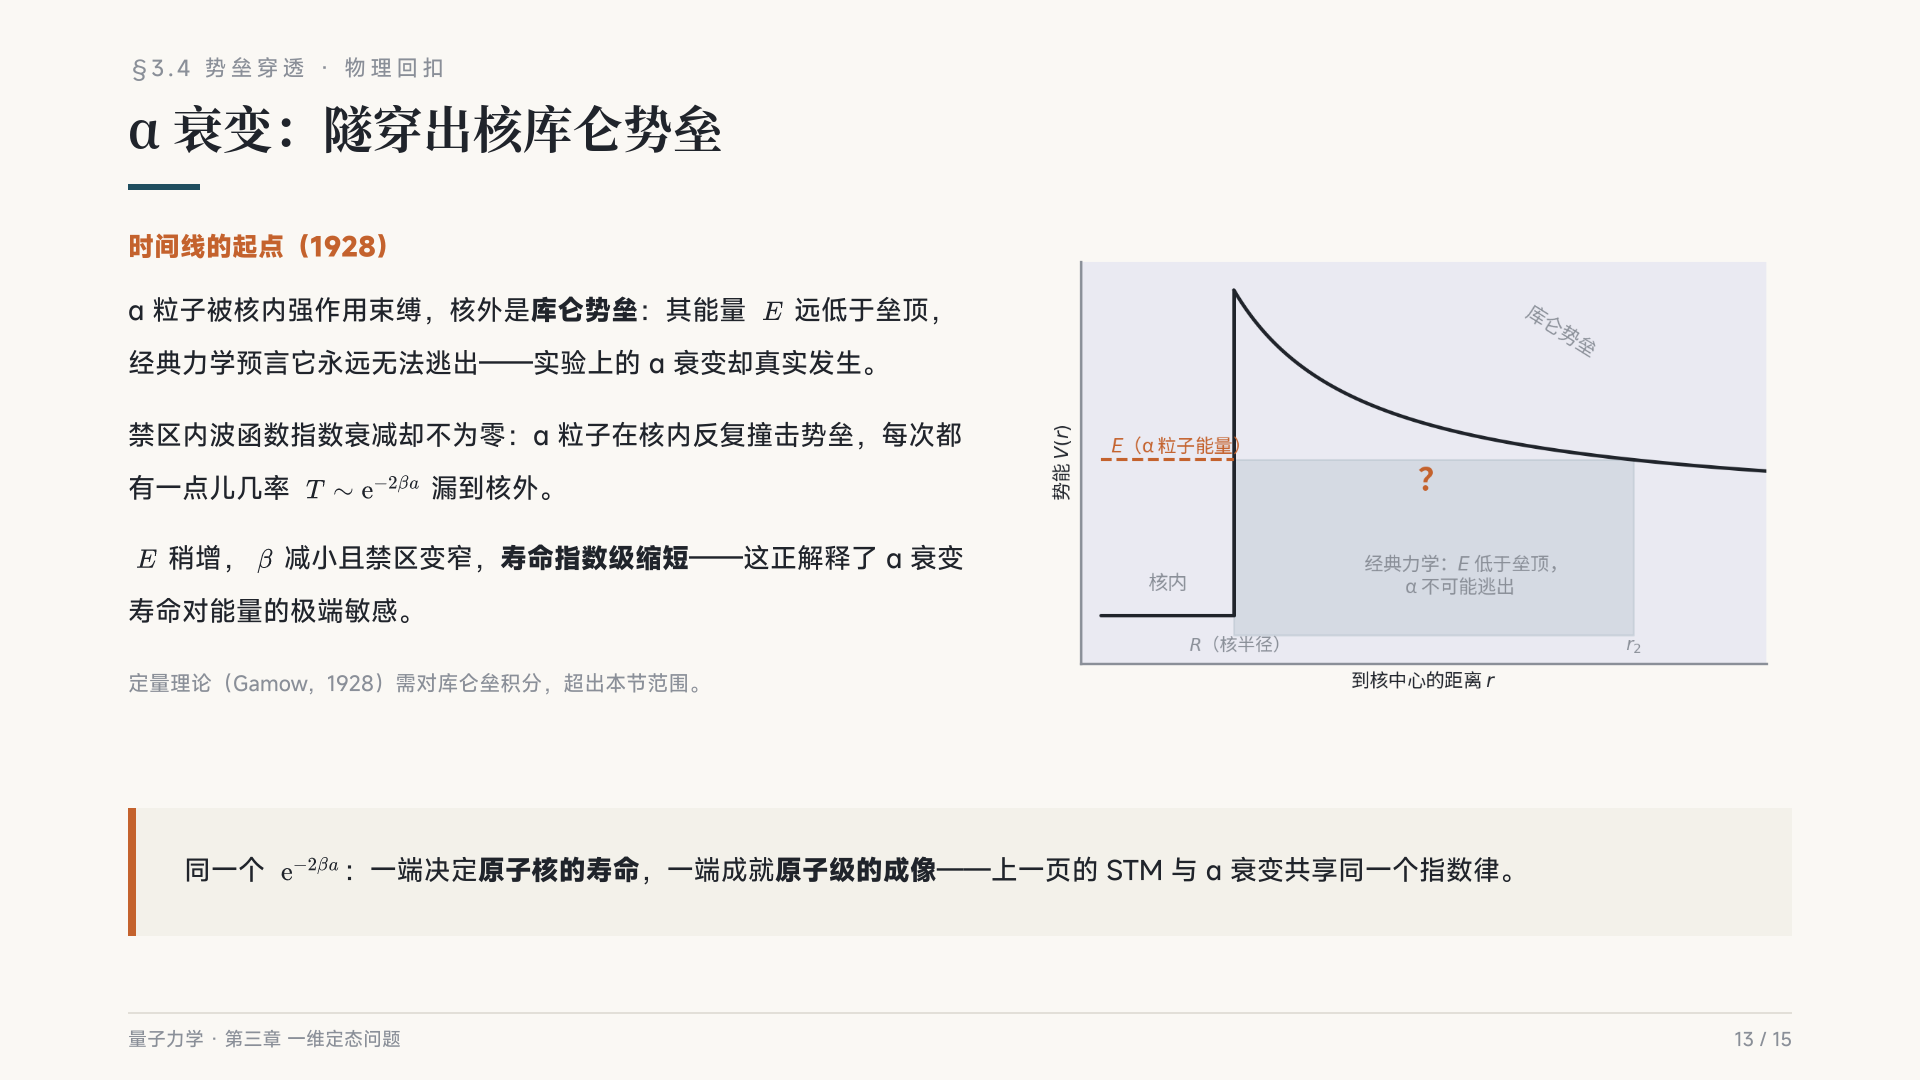 §3.4 势垒穿透 · 物理回扣
α 衰变：隧穿出核库仑势垒
时间线的起点（1928）
α 粒子被核内强作用束缚，核外是库仑势垒：其能量 E 远低于垒顶，
经典力学预言它永远无法逃出——实验上的 α 衰变却真实发生。
禁区内波函数指数衰减却不为零：α 粒子在核内反复撞击势垒，每次都
有一点儿几率 T ∼ e^{−2βa} 漏到核外。
E 稍增，β 减小且禁区变窄，寿命指数级缩短——这正解释了 α 衰变
寿命对能量的极端敏感。
定量理论（Gamow，1928）需对库仑垒积分，超出本节范围。
势能 V(r)
库仑势垒
E（α 粒子能量）
?
经典力学：E 低于垒顶，
α 不可能逃出
核内
R（核半径）
r₂
到核中心的距离 r
同一个 e^{−2βa}：一端决定原子核的寿命，一端成就原子级的成像——上一页的 STM 与 α 衰变共享同一个指数律。
量子力学 · 第三章 一维定态问题
13 / 15